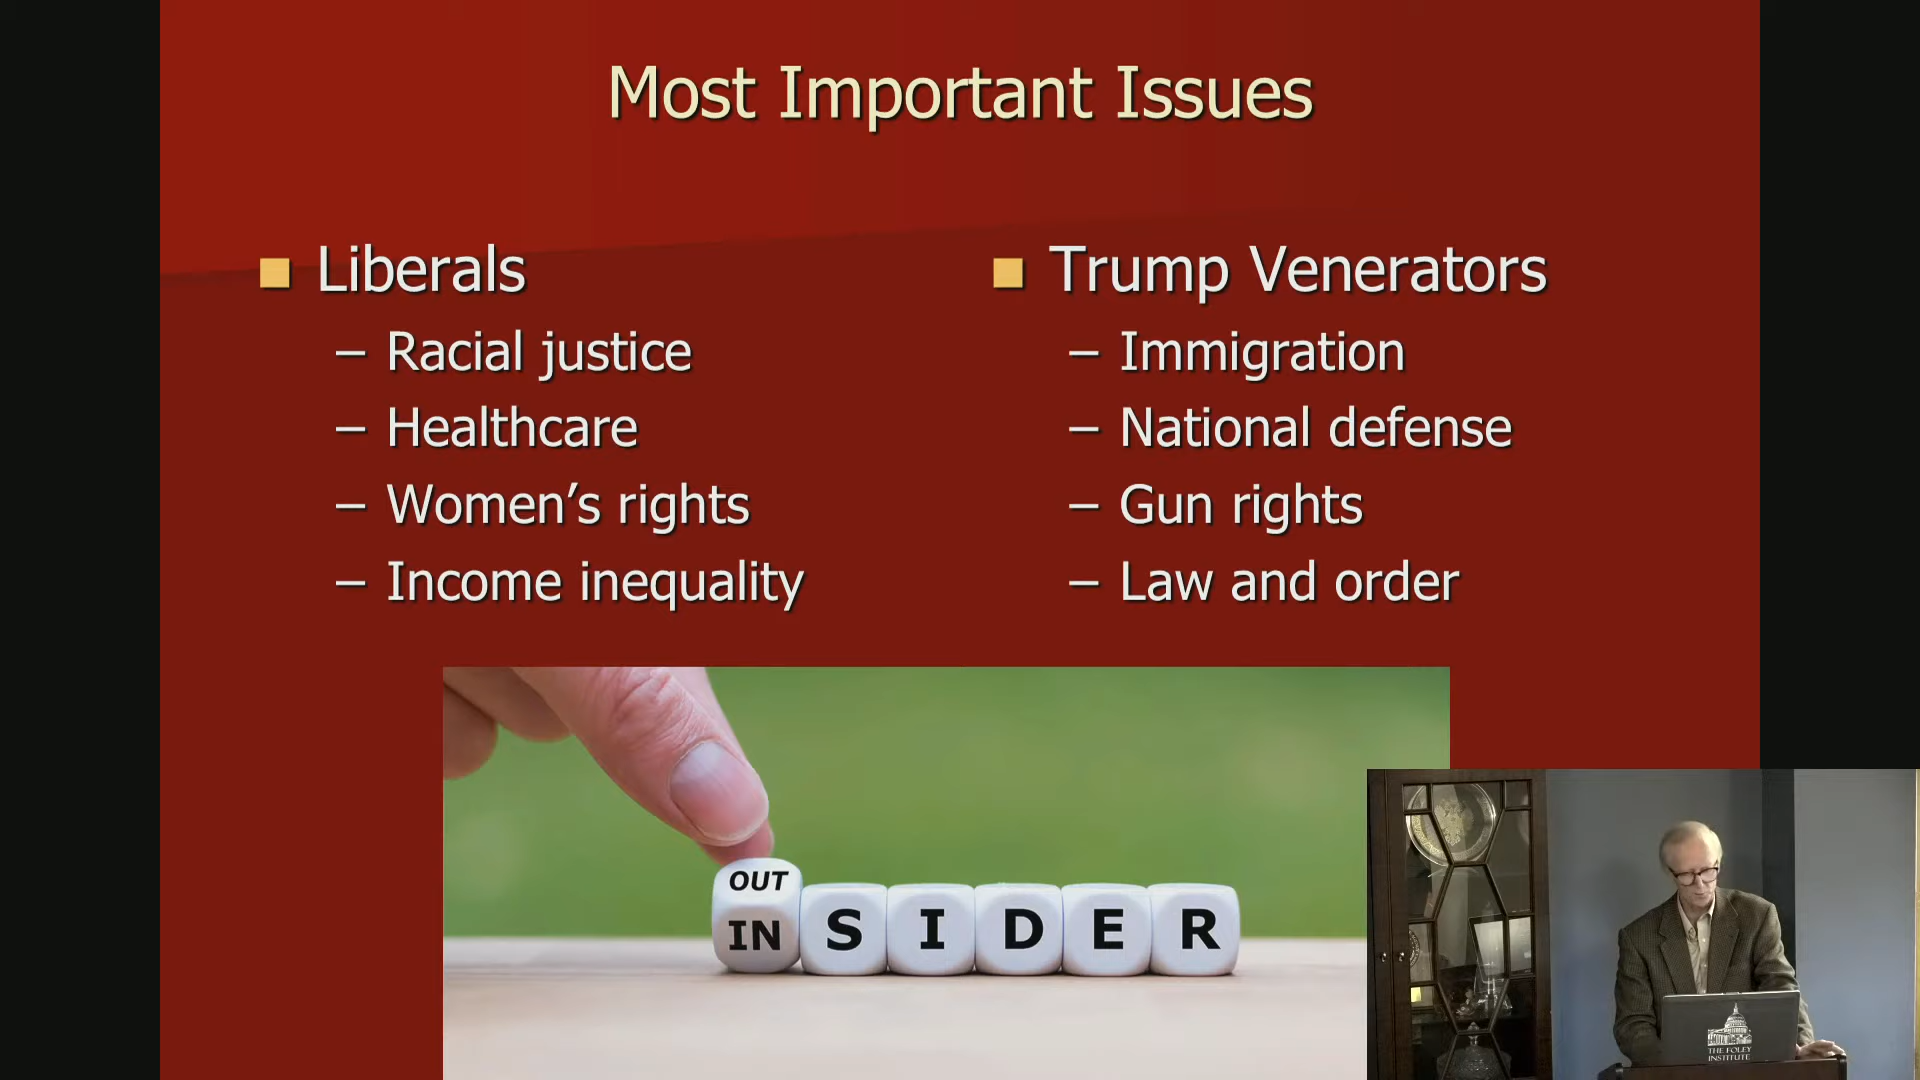 Most Important Issues
Liberals
– Racial justice
– Healthcare
– Women’s rights
– Income inequality
Trump Venerators
– Immigration
– National defense
– Gun rights
– Law and order
OUT
IN S I D E R
THE FOLEY
INSTITUTE